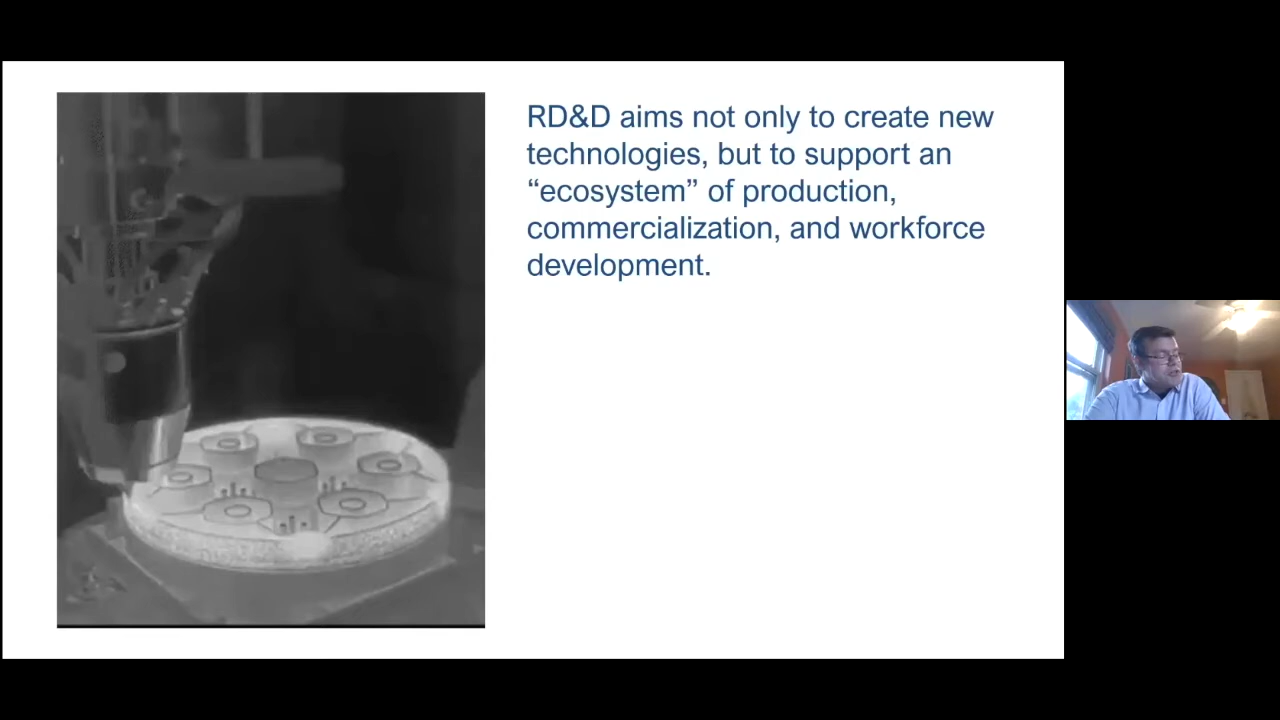 RD&D aims not only to create new
technologies, but to support an
“ecosystem” of production,
commercialization, and workforce
development.